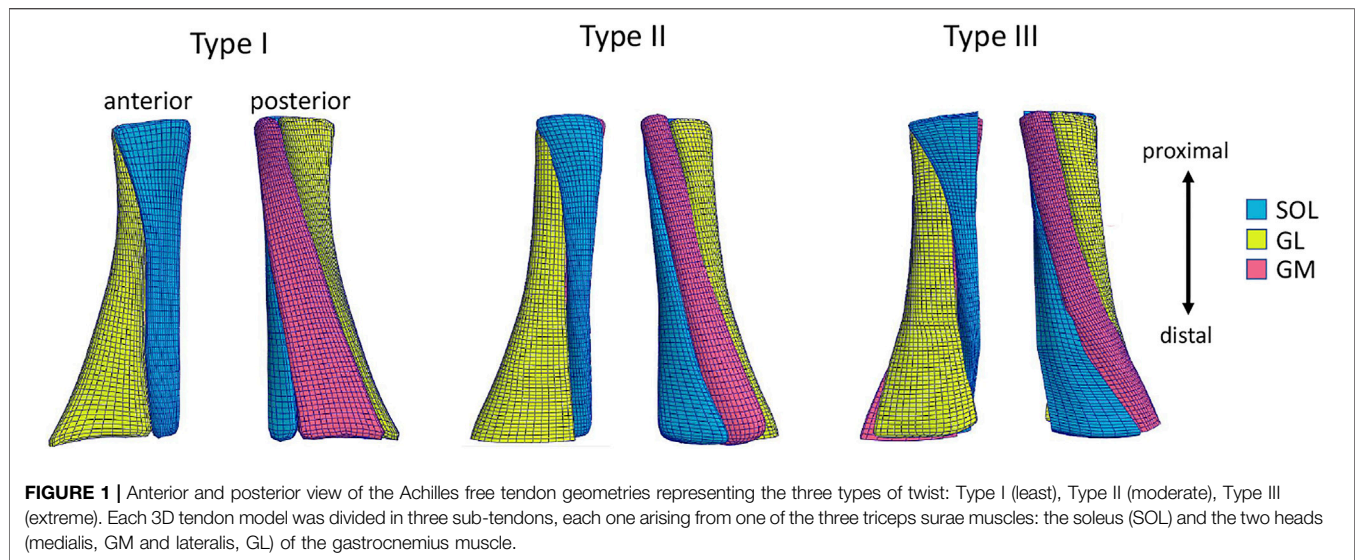 Type I
Type II
Type III
anterior
posterior
proximal
distal
SOL
GL
GM
FIGURE 1 | Anterior and posterior view of the Achilles free tendon geometries representing the three types of twist: Type I (least), Type II (moderate), Type III
(extreme). Each 3D tendon model was divided in three sub-tendons, each one arising from one of the three triceps surae muscles: the soleus (SOL) and the two heads
(medialis, GM and lateralis, GL) of the gastrocnemius muscle.